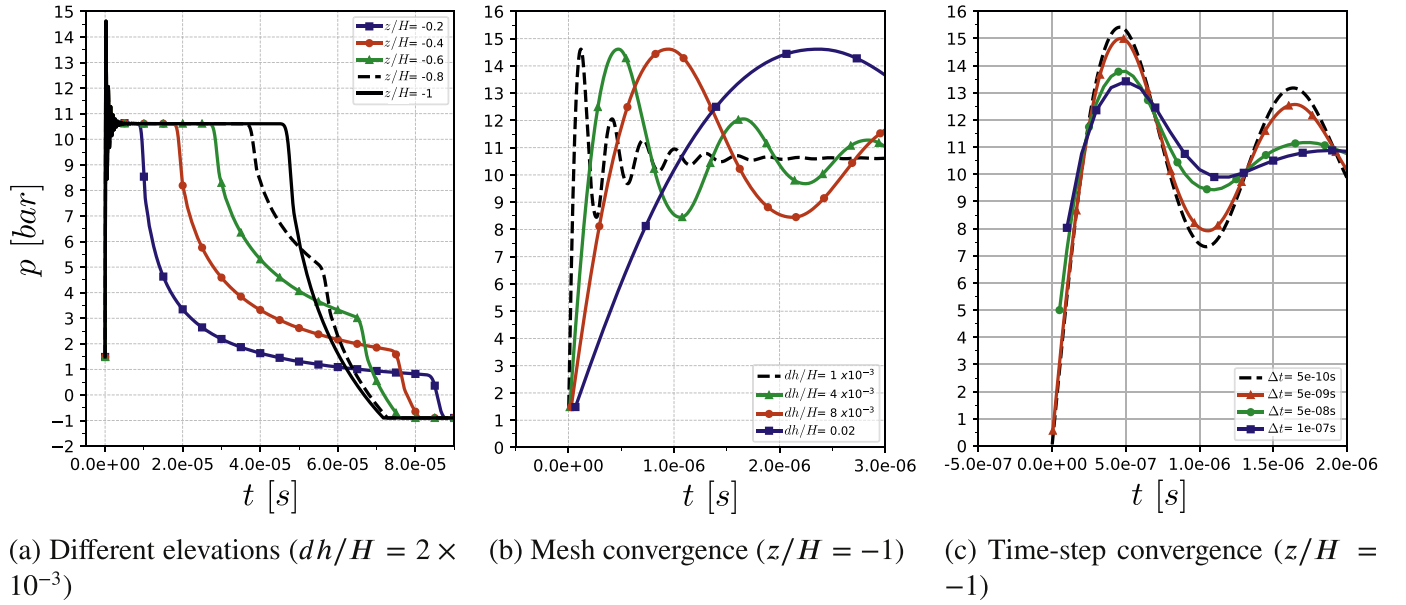 15
14
13
12
11
10
9
8
7
6
5
4
3
2
1
0
−1
−2
p [bar]
z/H= -0.2
z/H= -0.4
z/H= -0.6
z/H= -0.8
z/H= -1
0.0e+00 2.0e-05 4.0e-05 6.0e-05 8.0e-05
t [s]
(a) Different elevations (dh/H = 2 ×
10⁻³)
16
15
14
13
12
11
10
9
8
7
6
5
4
3
2
1
0
dh/H= 1 x10⁻³
dh/H= 4 x10⁻³
dh/H= 8 x10⁻³
dh/H= 0.02
0.0e+00 1.0e-06 2.0e-06 3.0e-06
t [s]
(b) Mesh convergence (z/H = −1)
16
15
14
13
12
11
10
9
8
7
6
5
4
3
2
1
0
Δt= 5e-10s
Δt= 5e-09s
Δt= 5e-08s
Δt= 1e-07s
-5.0e-07 0.0e+00 5.0e-07 1.0e-06 1.5e-06 2.0e-06
t [s]
(c) Time-step convergence (z/H =
−1)